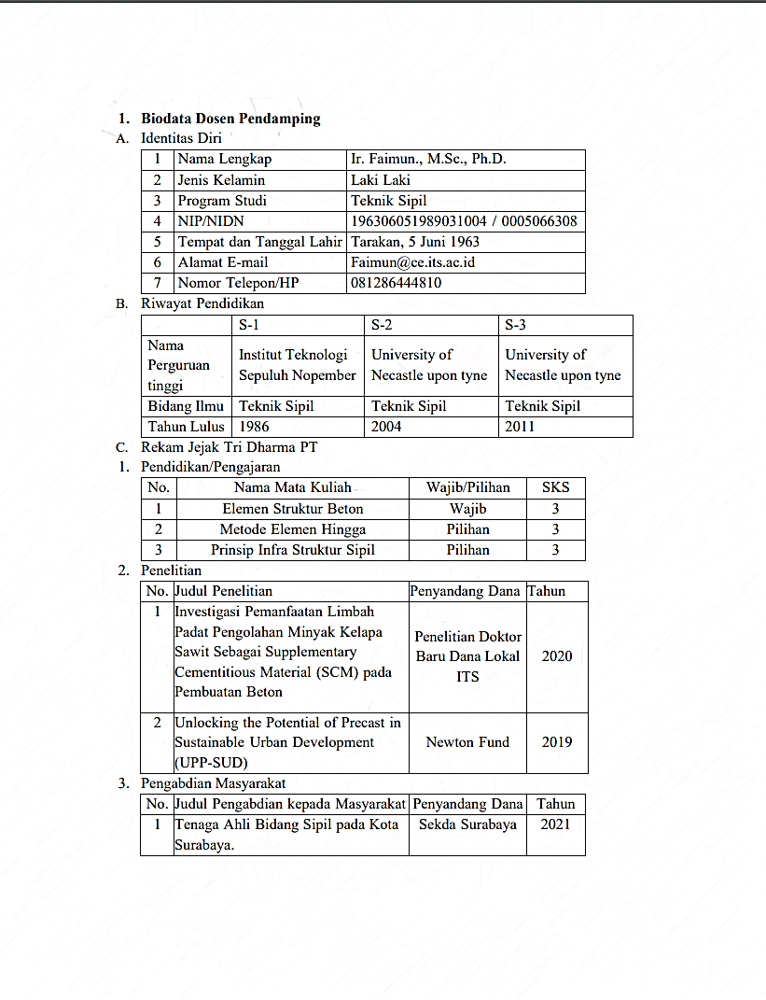 1. Biodata Dosen Pendamping
A. Identitas Diri
1 Nama Lengkap Ir. Faimun., M.Sc., Ph.D.
2 Jenis Kelamin Laki Laki
3 Program Studi Teknik Sipil
4 NIP/NIDN 196306051989031004 / 0005066308
5 Tempat dan Tanggal Lahir Tarakan, 5 Juni 1963
6 Alamat E-mail Faimun@ce.its.ac.id
7 Nomor Telepon/HP 081286444810
B. Riwayat Pendidikan
S-1 S-2 S-3
Nama Perguruan tinggi Institut Teknologi Sepuluh Nopember University of Necastle upon tyne University of Necastle upon tyne
Bidang Ilmu Teknik Sipil Teknik Sipil Teknik Sipil
Tahun Lulus 1986 2004 2011
C. Rekam Jejak Tri Dharma PT
1. Pendidikan/Pengajaran
No. Nama Mata Kuliah Wajib/Pilihan SKS
1 Elemen Struktur Beton Wajib 3
2 Metode Elemen Hingga Pilihan 3
3 Prinsip Infra Struktur Sipil Pilihan 3
2. Penelitian
No. Judul Penelitian Penyandang Dana Tahun
1 Investigasi Pemanfaatan Limbah
Padat Pengolahan Minyak Kelapa
Sawit Sebagai Supplementary
Cementitious Material (SCM) pada
Pembuatan Beton
Penelitian Doktor
Baru Dana Lokal
ITS
2020
2 Unlocking the Potential of Precast in
Sustainable Urban Development
(UPP-SUD)
Newton Fund
2019
3. Pengabdian Masyarakat
No. Judul Pengabdian kepada Masyarakat Penyandang Dana Tahun
1 Tenaga Ahli Bidang Sipil pada Kota Sekda Surabaya 2021
Surabaya.